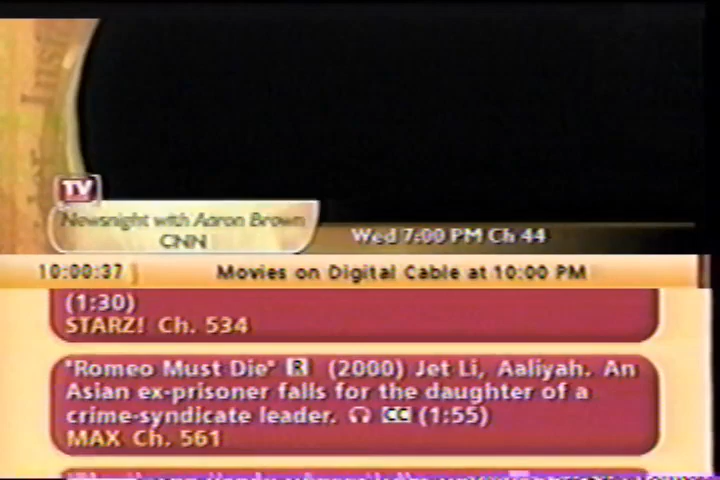 TV
Newsnight with Aaron Brown
CNN
Wed 7:00 PM Ch 44
10:00:37
Movies on Digital Cable at 10:00 PM
(1:30)
STARZ! Ch. 534
"Romeo Must Die" R (2000) Jet Li, Aaliyah. An
Asian ex-prisoner falls for the daughter of a
crime-syndicate leader. CC (1:55)
MAX Ch. 561